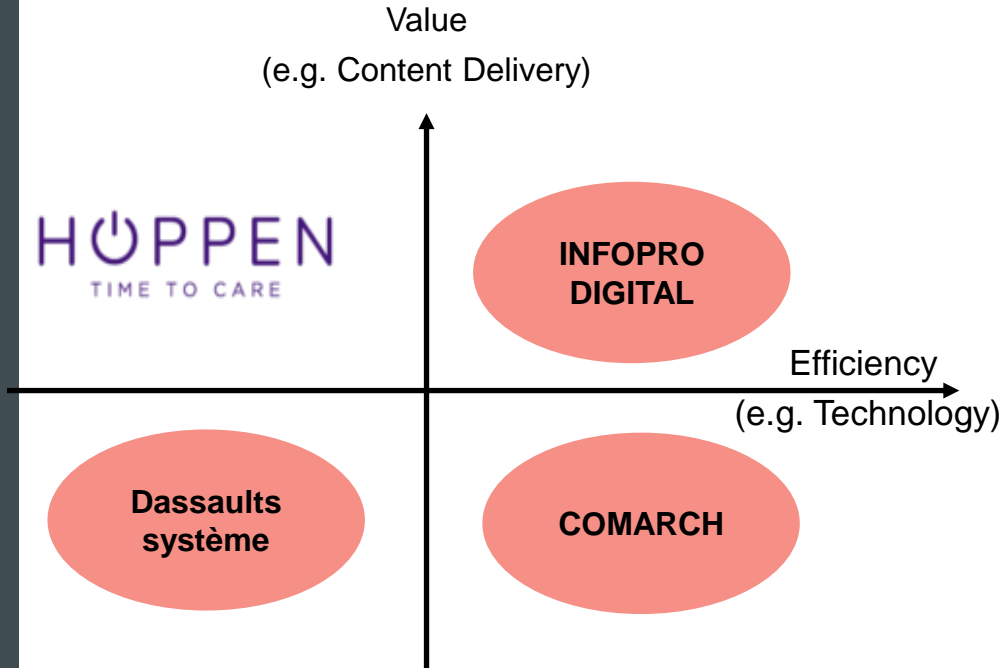 Value
(e.g. Content Delivery)
HOPPEN
TIME TO CARE
INFOPRO
DIGITAL
Efficiency
(e.g. Technology)
Dassaults
système
COMARCH